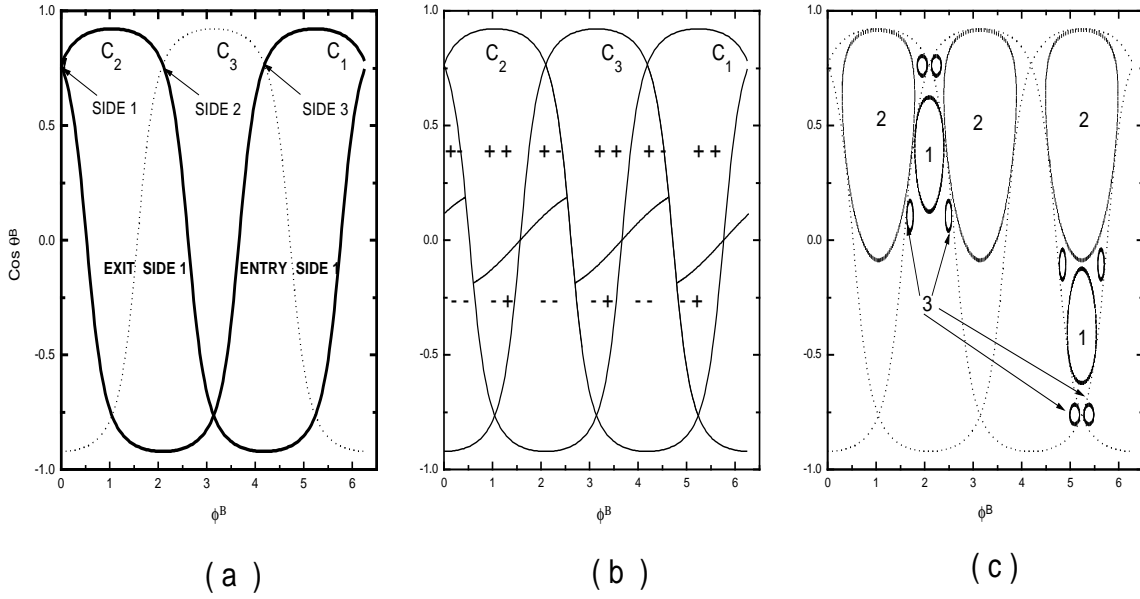 1.0
0.5
0.0
-0.5
-1.0
Cos θᴮ
C₂
C₃
C₁
SIDE 1
SIDE 2
SIDE 3
EXIT SIDE 1
ENTRY SIDE 1
0 1 2 3 4 5 6
ϕᴮ
( a )
1.0
0.5
0.0
-0.5
-1.0
C₂
C₃
C₁
+- ++ +- ++ +- ++
-- -+ -- -+ -- -+
0 1 2 3 4 5 6
ϕᴮ
( b )
1.0
0.5
0.0
-0.5
-1.0
2
1
2
2
3
1
0 1 2 3 4 5 6
ϕᴮ
( c )